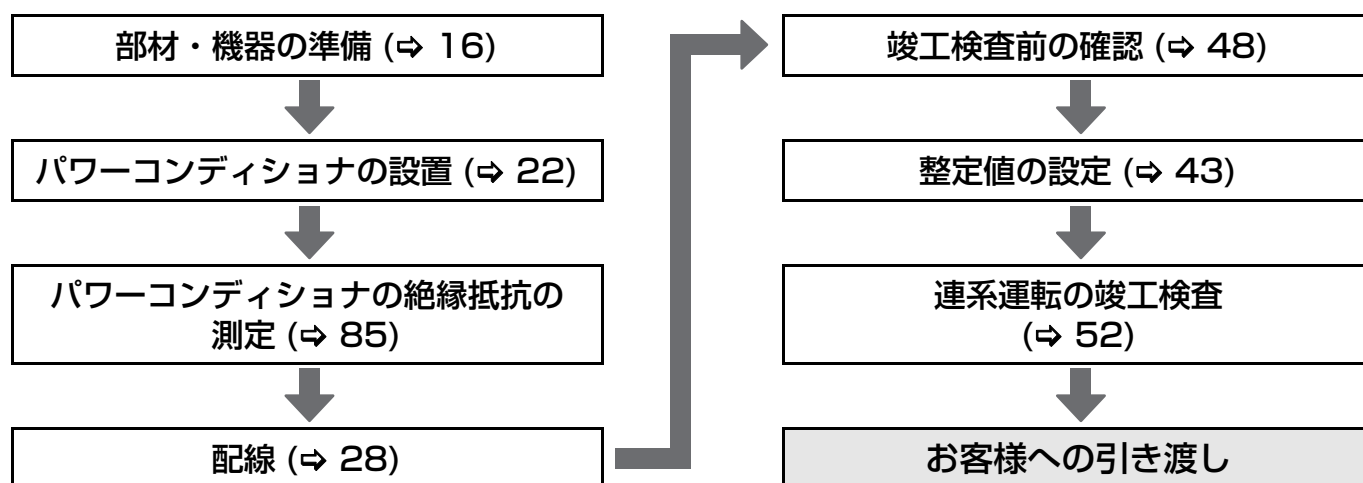 部材・機器の準備 (⇨ 16)
パワーコンディショナの設置 (⇨ 22)
パワーコンディショナの絶縁抵抗の
測定 (⇨ 85)
配線 (⇨ 28)
竣工検査前の確認 (⇨ 48)
整定値の設定 (⇨ 43)
連系運転の竣工検査
(⇨ 52)
お客様への引き渡し